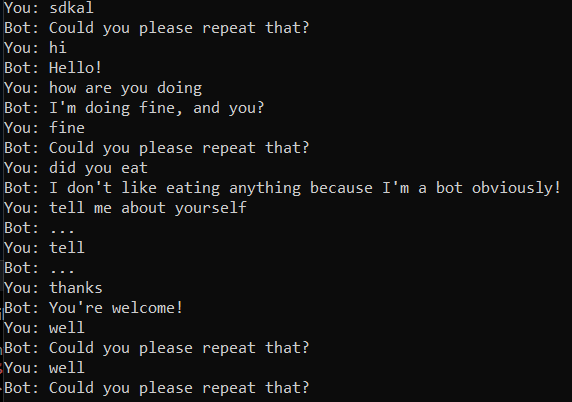 You: sdkal
Bot: Could you please repeat that?
You: hi
Bot: Hello!
You: how are you doing
Bot: I'm doing fine, and you?
You: fine
Bot: Could you please repeat that?
You: did you eat
Bot: I don't like eating anything because I'm a bot obviously!
You: tell me about yourself
Bot: ...
You: tell
Bot: ...
You: thanks
Bot: You're welcome!
You: well
Bot: Could you please repeat that?
You: well
Bot: Could you please repeat that?